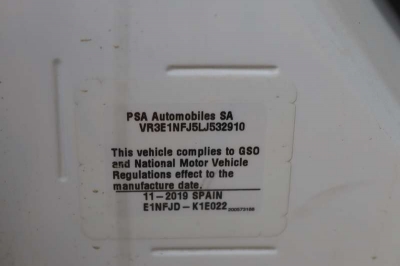 PSA Automobiles SA
VR3E1NFJ5LJ532910
This vehicle complies to GSO
and National Motor Vehicle
Regulations effect to the
manufacture date.
11-2019 SPAIN
E1NFJD - K1E022